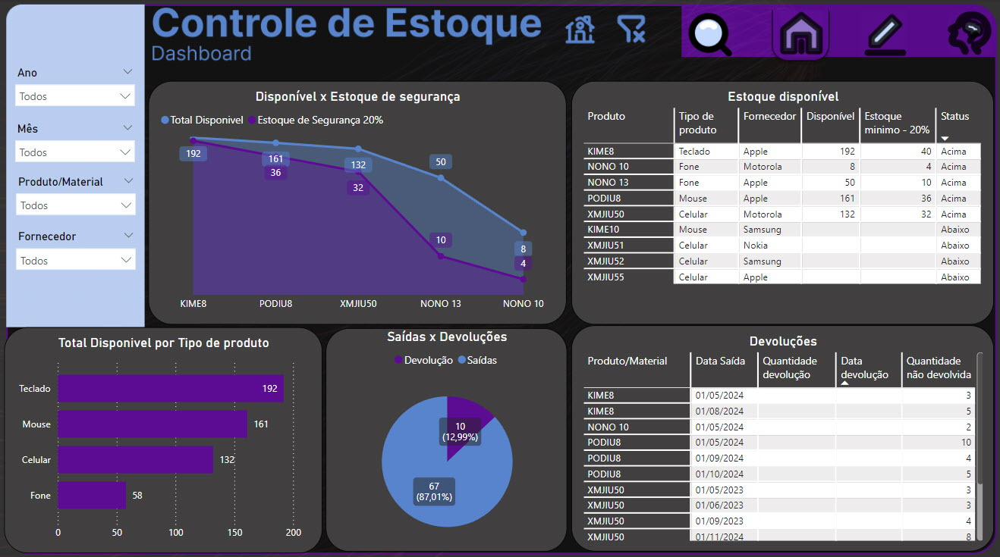 Controle de Estoque
Dashboard
Ano
Todos
Mês
Todos
Produto/Material
Todos
Fornecedor
Todos
Disponível x Estoque de segurança
Total Disponivel Estoque de Segurança 20%
192
161
36
132
32
50
10
8
4
KIME8 PODIU8 XMJIU50 NONO 13 NONO 10
Estoque disponível
Produto Tipo de produto Fornecedor Disponível Estoque minimo - 20% Status
KIME8 Teclado Apple 192 40 Acima
NONO 10 Fone Motorola 8 4 Acima
NONO 13 Fone Apple 50 10 Acima
PODIU8 Mouse Apple 161 36 Acima
XMJIU50 Celular Motorola 132 32 Acima
KIME10 Mouse Samsung Abaixo
XMJIU51 Celular Nokia Abaixo
XMJIU52 Celular Samsung Abaixo
XMJIU55 Celular Apple Abaixo
Total Disponivel por Tipo de produto
Teclado 192
Mouse 161
Celular 132
Fone 58
0 50 100 150 200
Saídas x Devoluções
Devolução Saídas
10
(12,99%)
67
(87,01%)
Devoluções
Produto/Material Data Saída Quantidade devolução Data devolução Quantidade não devolvida
KIME8 01/05/2024 3
KIME8 01/08/2024 5
NONO 10 01/05/2024 2
PODIU8 01/05/2024 10
PODIU8 01/09/2024 4
PODIU8 01/10/2024 5
XMJIU50 01/05/2023 3
XMJIU50 01/06/2023 3
XMJIU50 01/09/2023 4
XMJIU50 01/11/2024 8